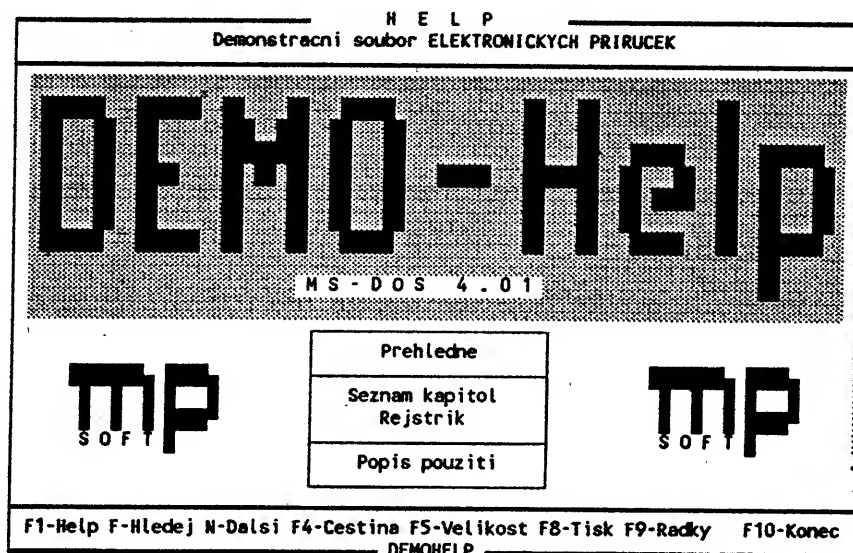 H E L P
Demonstracni soubor ELEKTRONICKYCH PRIRUCEK
DEMO-Help
MS-DOS 4.01
mp
SOFT
Prehledne
Seznam kapitol
Rejstrik
Popis pouziti
mp
SOFT
F1-Help F-Hledej N-Dalsi F4-Cestina F5-Velikost F8-Tisk F9-Radky F10-Konec
DEMOHELP